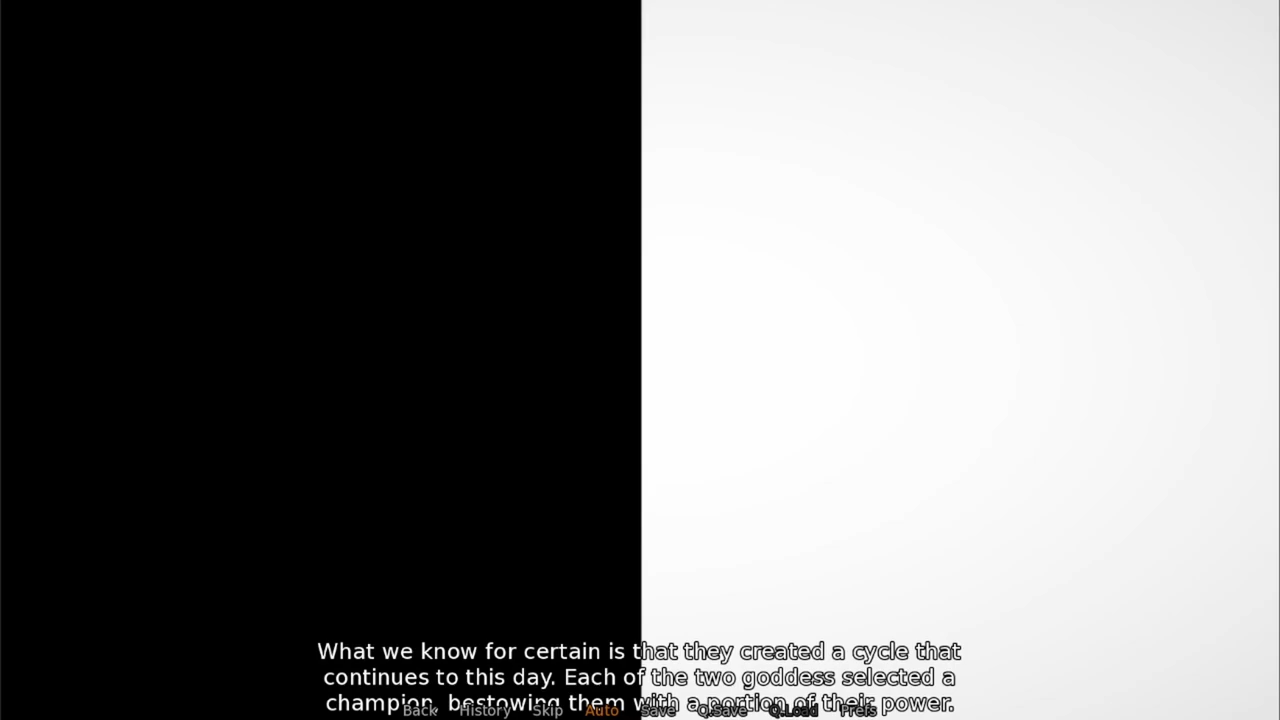 What we know for certain is that they created a cycle that
continues to this day. Each of the two goddess selected a
champion, bestowing them with a portion of their power.
Back History Skip Auto Save Q.Save Q.Load Prefs